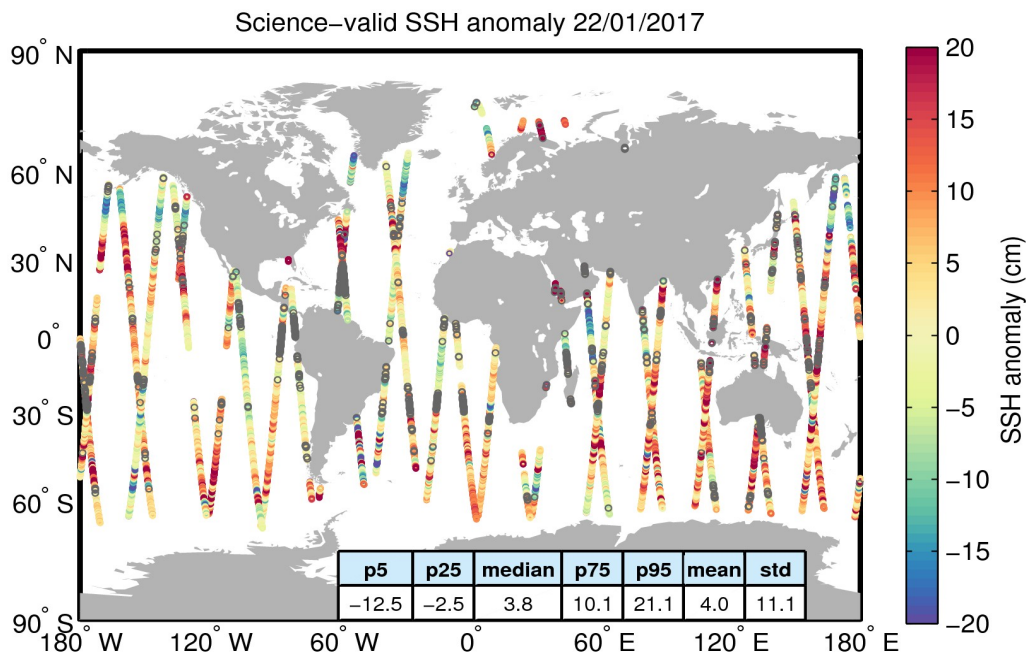 Science−valid SSH anomaly 22/01/2017
90° N
60° N
30° N
0°
30° S
60° S
90° S
180° W
120° W
60° W
0°
60° E
120° E
180° E
p5 p25 median p75 p95 mean std
−12.5 −2.5 3.8 10.1 21.1 4.0 11.1
20
15
10
5
0
−5
−10
−15
−20
SSH anomaly (cm)